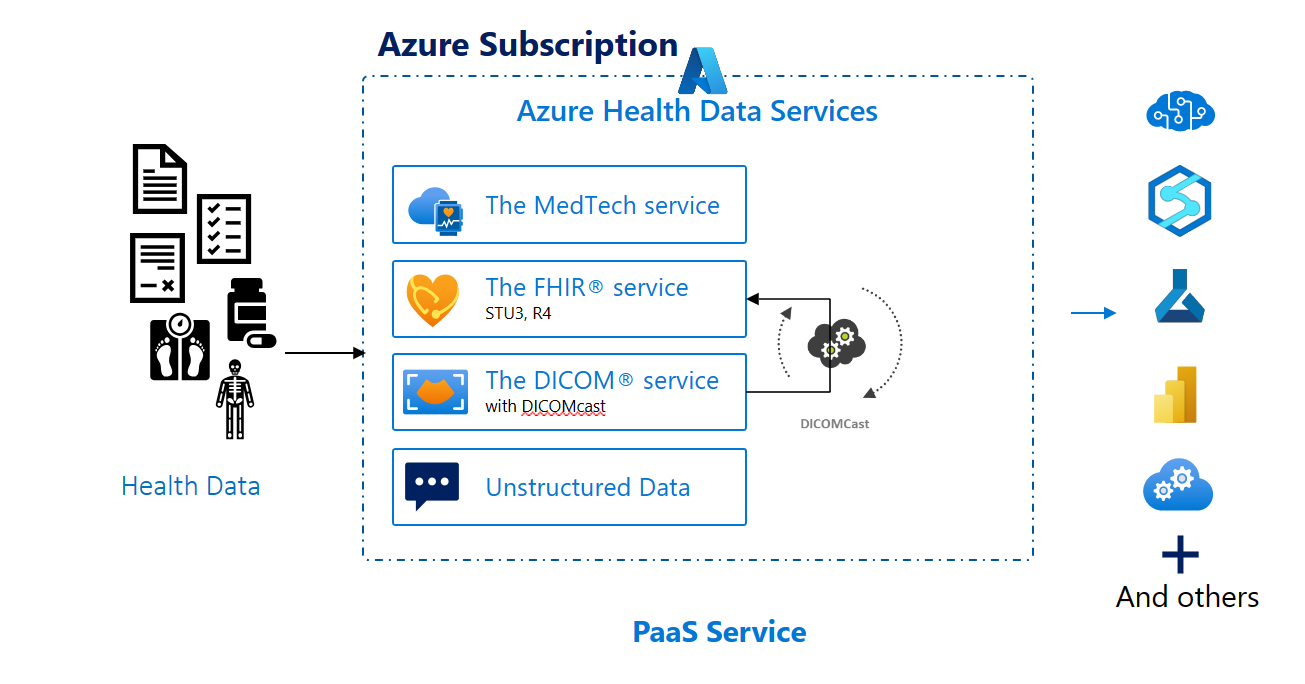 Azure Subscription
Azure Health Data Services
The MedTech service
The FHIR® service
STU3, R4
The DICOM® service
with DICOMcast
DICOMCast
Unstructured Data
Health Data
And others
PaaS Service